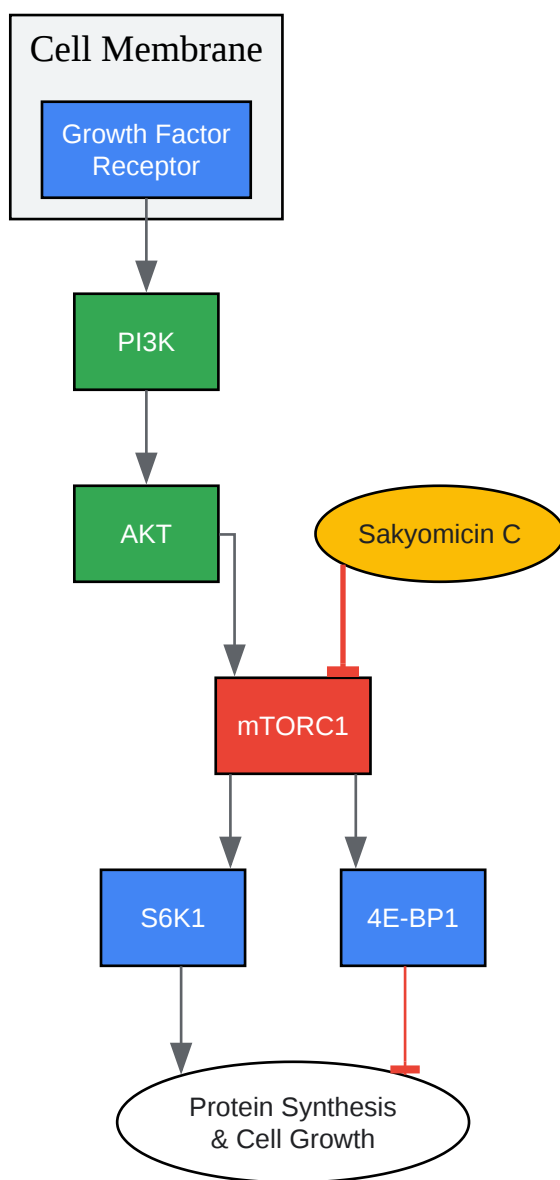 Cell Membrane
Growth Factor
Receptor
PI3K
AKT
Sakyomicin C
mTORC1
S6K1
4E-BP1
Protein Synthesis
& Cell Growth